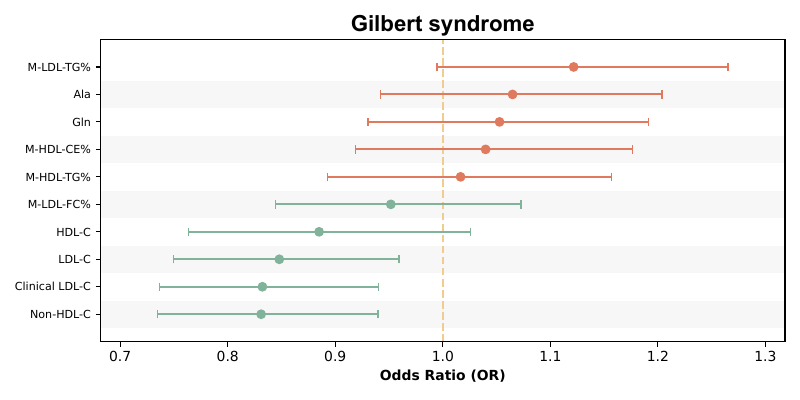 Gilbert syndrome
M-LDL-TG%
Ala
Gln
M-HDL-CE%
M-HDL-TG%
M-LDL-FC%
HDL-C
LDL-C
Clinical LDL-C
Non-HDL-C
0.7 0.8 0.9 1.0 1.1 1.2 1.3
Odds Ratio (OR)